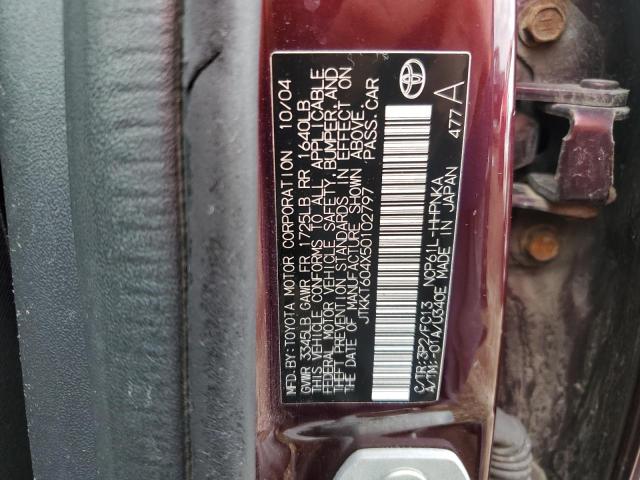 MFD.BY:TOYOTA MOTOR CORPORATION 10/04
GVWR 3345LB GAWR FR 1725LB RR 1640LB
THIS VEHICLE CONFORMS TO ALL APPLICABLE
FEDERAL MOTOR VEHICLE SAFETY, BUMPER, AND
THEFT PREVENTION STANDARDS IN EFFECT ON
THE DATE OF MANUFACTURE SHOWN ABOVE.
JTKKT604X50102797 PASS.CAR
C/TR:3P2/FC13 NCP61L-HHPNKA
A/TM:-01A/U340E MADE IN JAPAN
477A